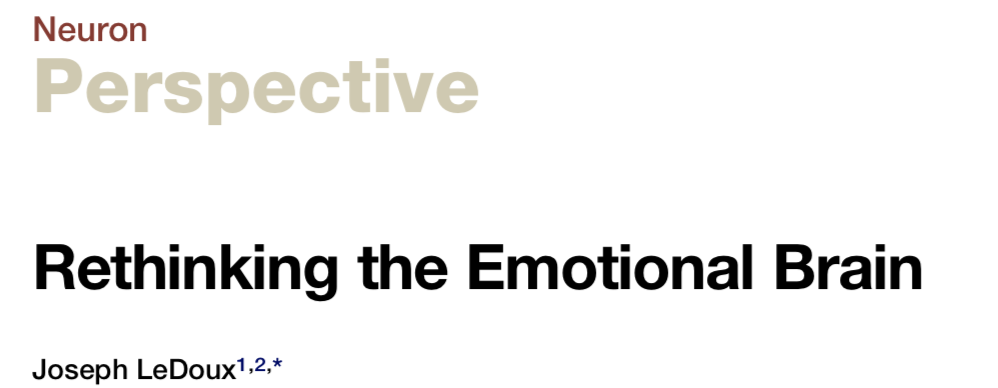 Neuron
Perspective
Rethinking the Emotional Brain
Joseph LeDoux1,2,*